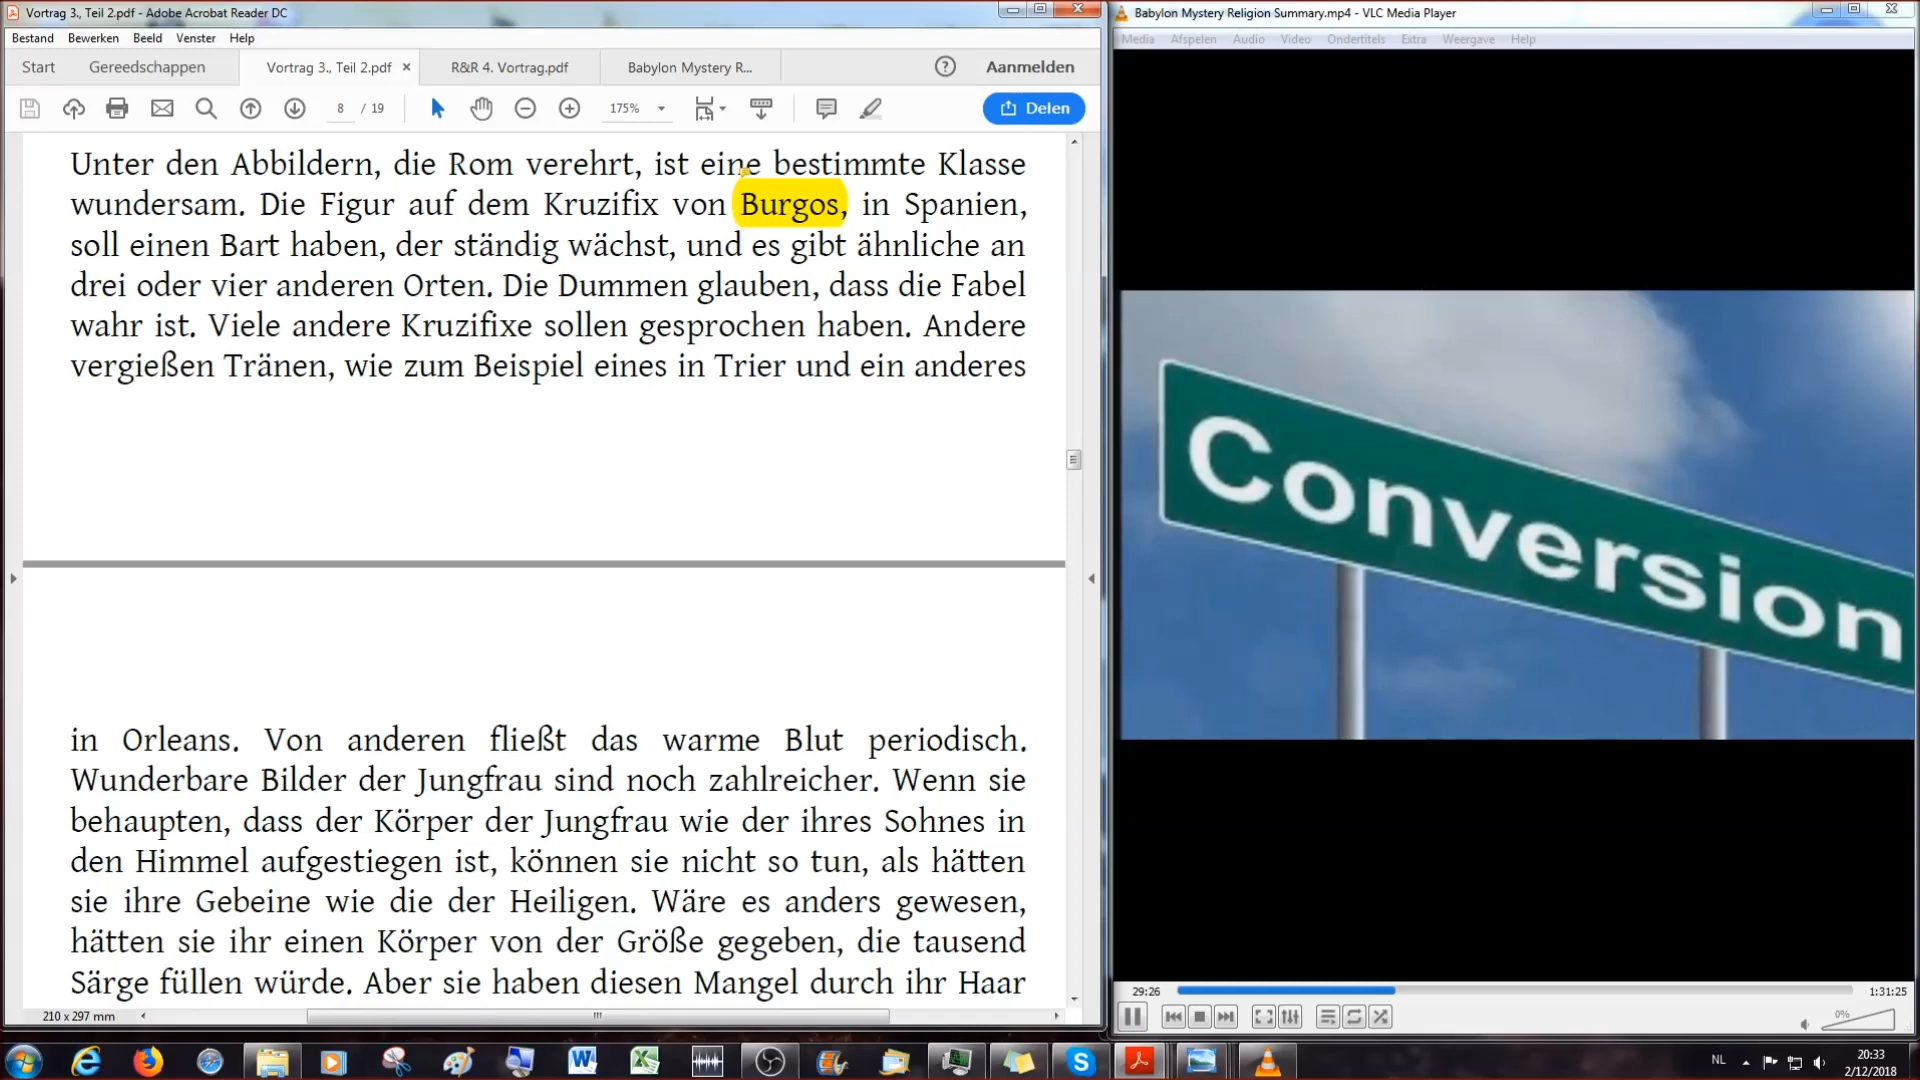 Vortrag 3., Teil 2.pdf - Adobe Acrobat Reader DC
Bestand Bewerken Beeld Venster Help
Start Gereedschappen Vortrag 3., Teil 2.pdf × R&R 4. Vortrag.pdf Babylon Mystery R... Aanmelden
8 / 19 175% Delen
Unter den Abbildern, die Rom verehrt, ist eine bestimmte Klasse
wundersam. Die Figur auf dem Kruzifix von Burgos, in Spanien,
soll einen Bart haben, der ständig wächst, und es gibt ähnliche an
drei oder vier anderen Orten. Die Dummen glauben, dass die Fabel
wahr ist. Viele andere Kruzifixe sollen gesprochen haben. Andere
vergießen Tränen, wie zum Beispiel eines in Trier und ein anderes
in Orleans. Von anderen fließt das warme Blut periodisch.
Wunderbare Bilder der Jungfrau sind noch zahlreicher. Wenn sie
behaupten, dass der Körper der Jungfrau wie der ihres Sohnes in
den Himmel aufgestiegen ist, können sie nicht so tun, als hätten
sie ihre Gebeine wie die der Heiligen. Wäre es anders gewesen,
hätten sie ihr einen Körper von der Größe gegeben, die tausend
Särge füllen würde. Aber sie haben diesen Mangel durch ihr Haar
210 x 297 mm
Babylon Mystery Religion Summary.mp4 - VLC Media Player
Media Afspelen Audio Video Ondertitels Extra Weergave Help
Conversion
29:26 1:31:25
0%
NL
20:33
2/12/2018